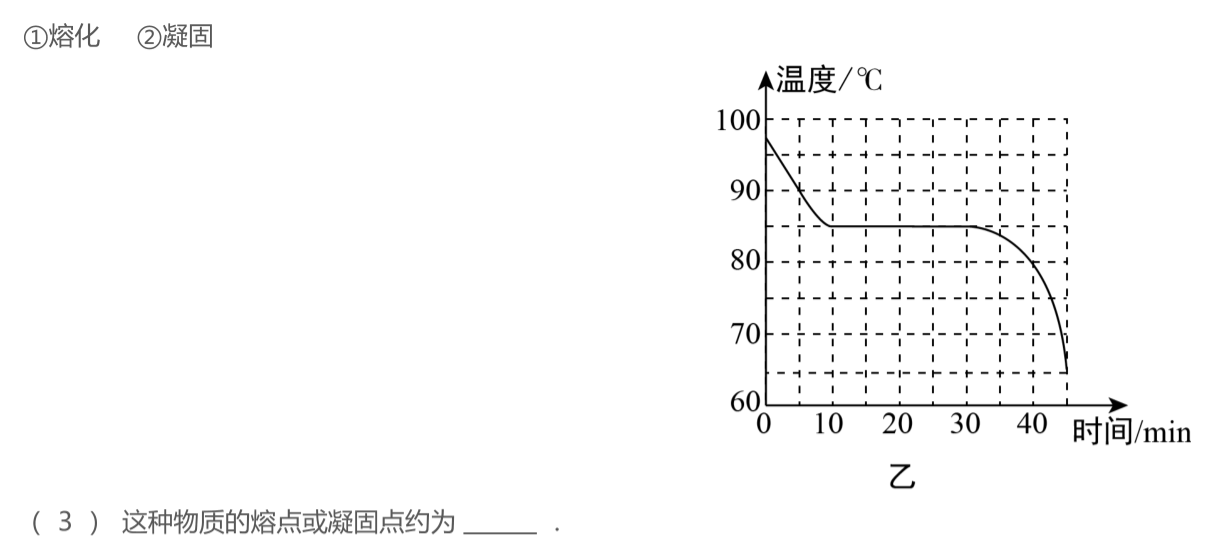 ①熔化 ②凝固
温度/℃
100
90
80
70
60
0 10 20 30 40 时间/min
乙
（ 3 ） 这种物质的熔点或凝固点约为 ______ ．